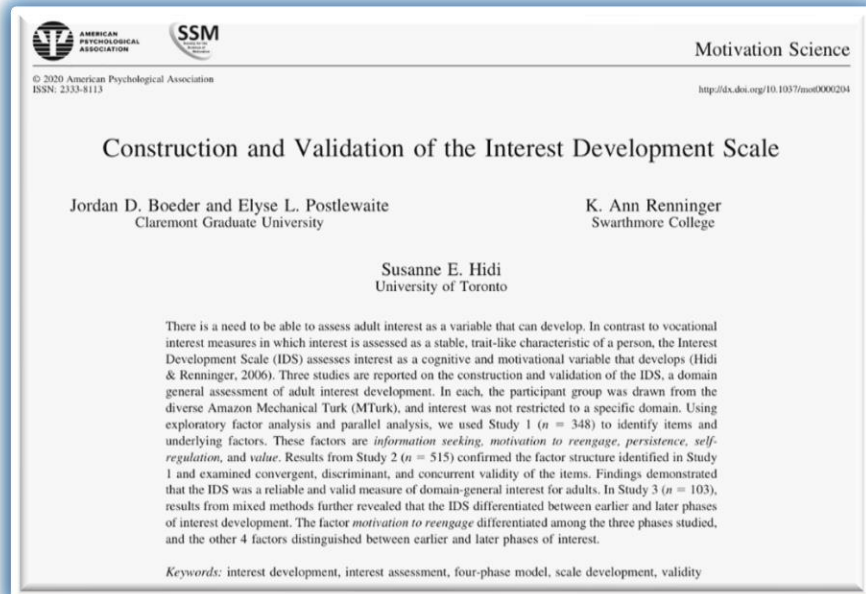 AMERICAN
PSYCHOLOGICAL
ASSOCIATION
SSM
Motivation Science
© 2020 American Psychological Association
ISSN: 2333-8113
http://dx.doi.org/10.1037/mot0000204
Construction and Validation of the Interest Development Scale
Jordan D. Boeder and Elyse L. Postlewaite
Claremont Graduate University
K. Ann Renninger
Swarthmore College
Susanne E. Hidi
University of Toronto
There is a need to be able to assess adult interest as a variable that can develop. In contrast to vocational
interest measures in which interest is assessed as a stable, trait-like characteristic of a person, the Interest
Development Scale (IDS) assesses interest as a cognitive and motivational variable that develops (Hidi
& Renninger, 2006). Three studies are reported on the construction and validation of the IDS, a domain
general assessment of adult interest development. In each, the participant group was drawn from the
diverse Amazon Mechanical Turk (MTurk), and interest was not restricted to a specific domain. Using
exploratory factor analysis and parallel analysis, we used Study 1 (n = 348) to identify items and
underlying factors. These factors are information seeking, motivation to reengage, persistence, self-
regulation, and value. Results from Study 2 (n = 515) confirmed the factor structure identified in Study
1 and examined convergent, discriminant, and concurrent validity of the items. Findings demonstrated
that the IDS was a reliable and valid measure of domain-general interest for adults. In Study 3 (n = 103),
results from mixed methods further revealed that the IDS differentiated between earlier and later phases
of interest development. The factor motivation to reengage differentiated among the three phases studied,
and the other 4 factors distinguished between earlier and later phases of interest.
Keywords: interest development, interest assessment, four-phase model, scale development, validity